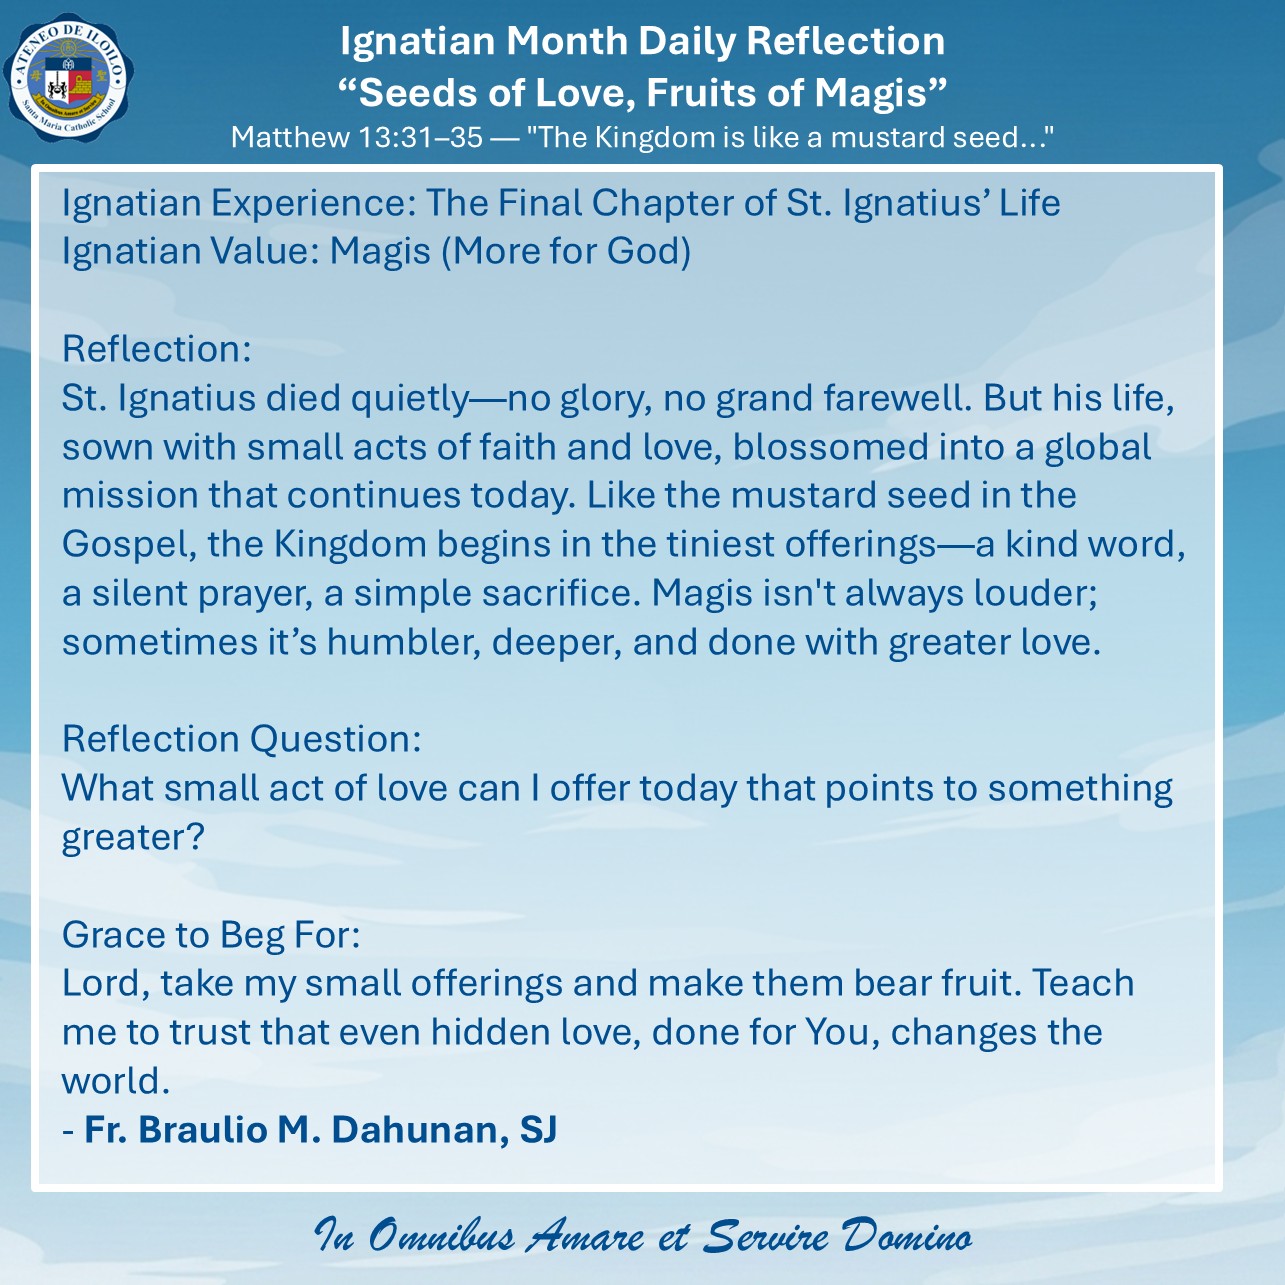 ATENEO DE ILOILO
Santa Maria Catholic School
Ignatian Month Daily Reflection
“Seeds of Love, Fruits of Magis”
Matthew 13:31–35 — "The Kingdom is like a mustard seed..."
Ignatian Experience: The Final Chapter of St. Ignatius’ Life
Ignatian Value: Magis (More for God)
Reflection:
St. Ignatius died quietly—no glory, no grand farewell. But his life,
sown with small acts of faith and love, blossomed into a global
mission that continues today. Like the mustard seed in the
Gospel, the Kingdom begins in the tiniest offerings—a kind word,
a silent prayer, a simple sacrifice. Magis isn't always louder;
sometimes it’s humbler, deeper, and done with greater love.
Reflection Question:
What small act of love can I offer today that points to something
greater?
Grace to Beg For:
Lord, take my small offerings and make them bear fruit. Teach
me to trust that even hidden love, done for You, changes the
world.
- Fr. Braulio M. Dahunan, SJ
In Omnibus Amare et Servire Domino